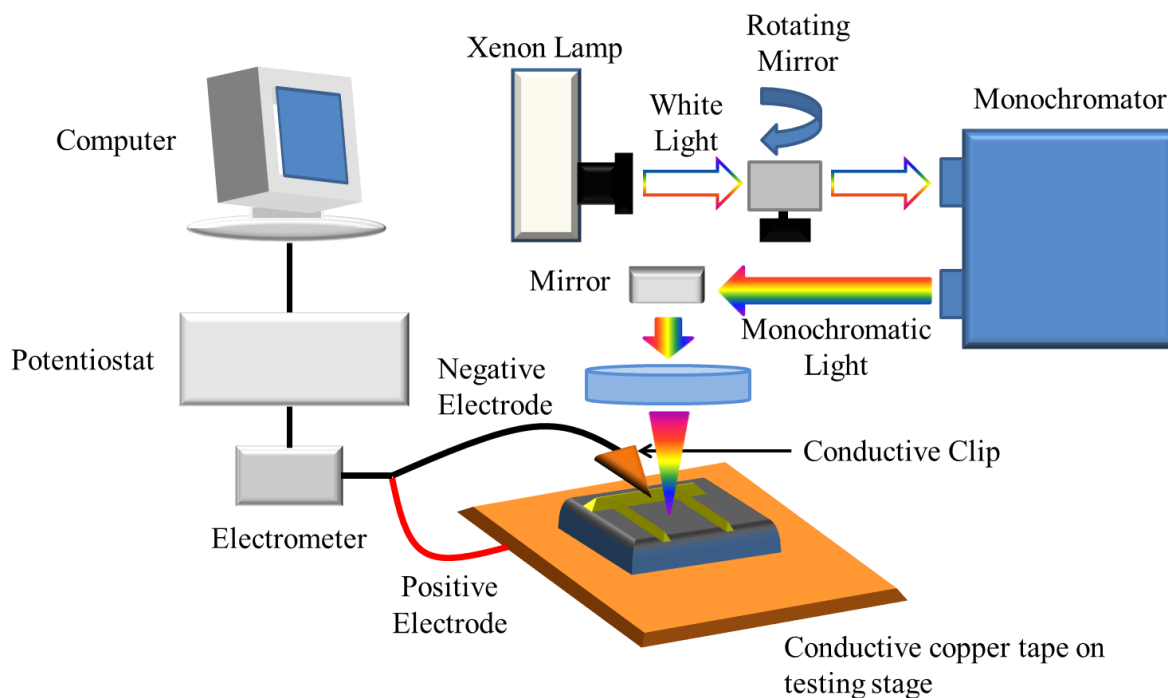 Xenon Lamp
Rotating
Mirror
White
Light
Monochromator
Computer
Mirror
Monochromatic
Light
Potentiostat
Negative
Electrode
Conductive Clip
Electrometer
Positive
Electrode
Conductive copper tape on
testing stage